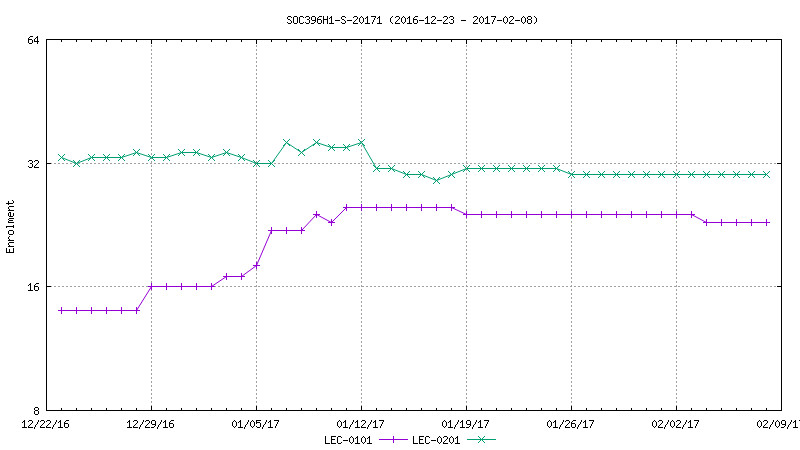 SOC396H1-S-20171 (2016-12-23 - 2017-02-08)
64
32
16
8
Enrolment
12/22/16 12/29/16 01/05/17 01/12/17 01/19/17 01/26/17 02/02/17 02/09/17
LEC-0101 LEC-0201